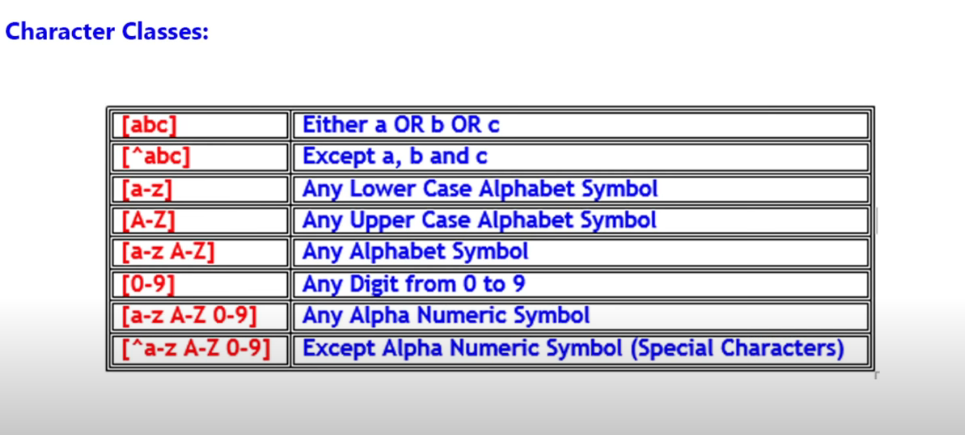 Character Classes:
[abc] Either a OR b OR c
[^abc] Except a, b and c
[a-z] Any Lower Case Alphabet Symbol
[A-Z] Any Upper Case Alphabet Symbol
[a-z A-Z] Any Alphabet Symbol
[0-9] Any Digit from 0 to 9
[a-z A-Z 0-9] Any Alpha Numeric Symbol
[^a-z A-Z 0-9] Except Alpha Numeric Symbol (Special Characters)